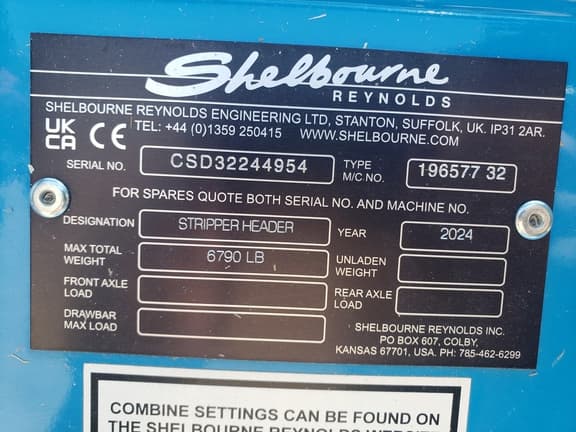 Shelbourne
REYNOLDS
SHELBOURNE REYNOLDS ENGINEERING LTD, STANTON, SUFFOLK, UK. IP31 2AR.
UK CA CE TEL: +44 (0)1359 250415 WWW.SHELBOURNE.COM
SERIAL NO. CSD32244954 TYPE M/C NO. 196577 32
FOR SPARES QUOTE BOTH SERIAL NO. AND MACHINE NO.
DESIGNATION STRIPPER HEADER YEAR 2024
MAX TOTAL WEIGHT 6790 LB UNLADEN WEIGHT
FRONT AXLE LOAD REAR AXLE LOAD
DRAWBAR MAX LOAD
SHELBOURNE REYNOLDS INC.
PO BOX 607, COLBY,
KANSAS 67701, USA. PH: 785-462-6299
COMBINE SETTINGS CAN BE FOUND ON
THE SHELBOURNE REYNOLDS WEBSITE